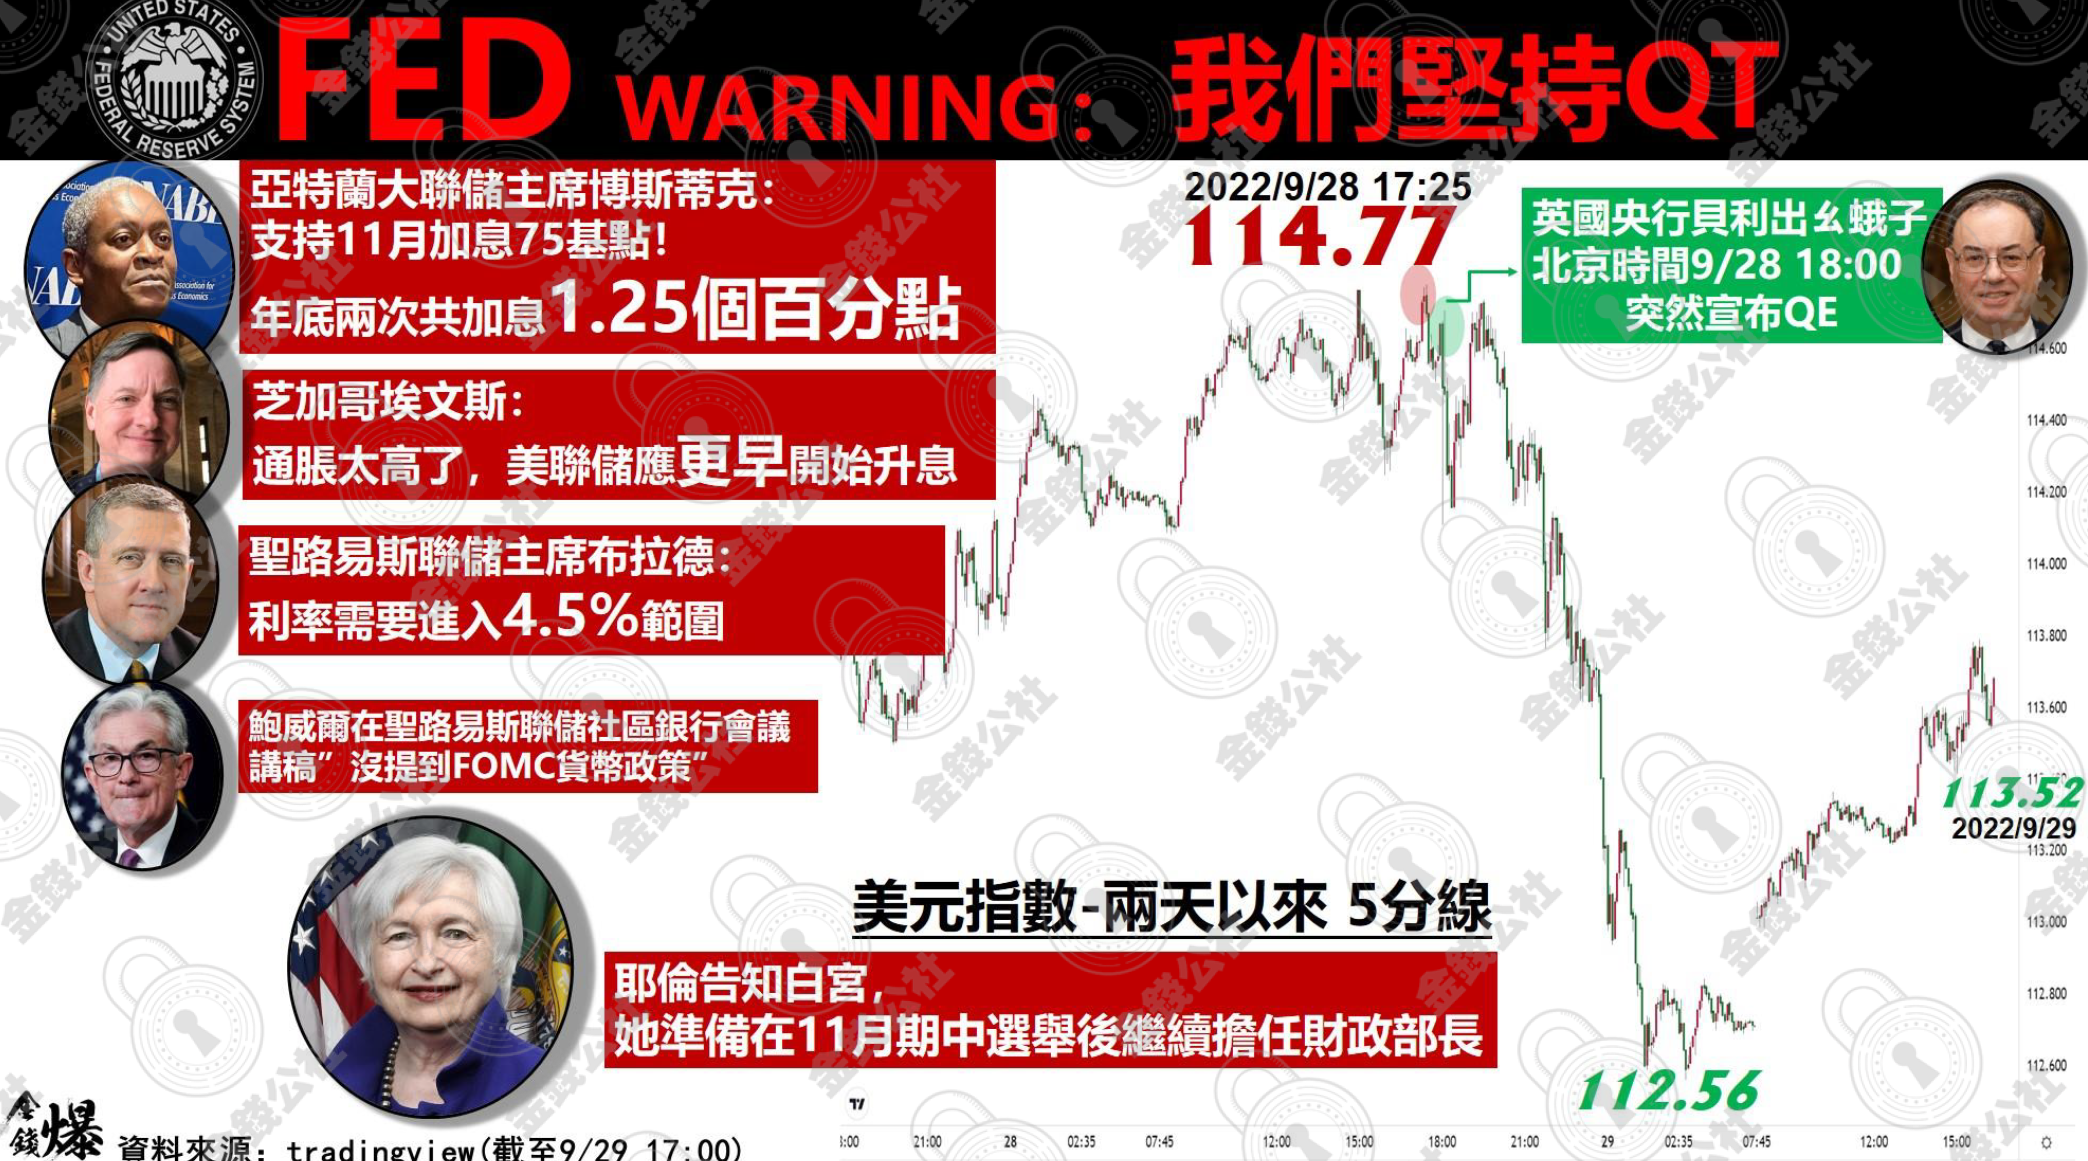 UNITED STATES
FEDERAL RESERVE SYSTEM
FED WARNING: 我們堅持QT
亞特蘭大聯儲主席博斯蒂克：
支持11月加息75基點！
年底兩次共加息1.25個百分點
芝加哥埃文斯：
通脹太高了，美聯儲應更早開始升息
聖路易斯聯儲主席布拉德：
利率需要進入4.5%範圍
鮑威爾在聖路易斯聯儲社區銀行會議
講稿”沒提到FOMC貨幣政策”
2022/9/28 17:25
114.77
英國央行貝利出幺蛾子
北京時間9/28 18:00
突然宣布QE
114.600
114.400
114.200
114.000
113.800
113.600
113.52
2022/9/29
113.200
113.000
112.800
112.600
美元指數-兩天以來 5分線
耶倫告知白宮，
她準備在11月期中選舉後繼續擔任財政部長
112.56
21:00
28
02:35
07:45
12:00
15:00
18:00
21:00
29
02:35
07:45
12:00
15:00
金錢爆
資料來源：tradingview(截至9/29 17:00)
金錢公社